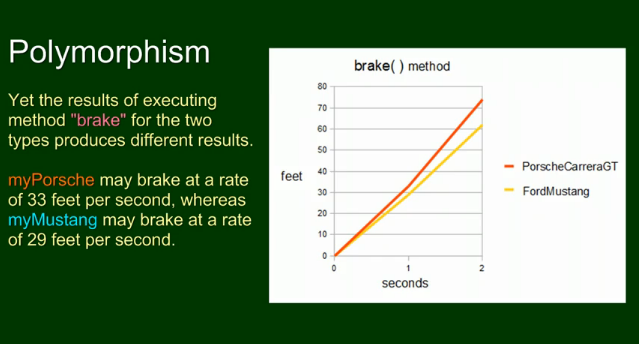 Polymorphism
Yet the results of executing
method "brake" for the two
types produces different results.
myPorsche may brake at a rate
of 33 feet per second, whereas
myMustang may brake at a rate
of 29 feet per second.
brake( ) method
80
70
60
50
40
30
20
10
0
feet
0 1 2
seconds
PorscheCarreraGT
FordMustang